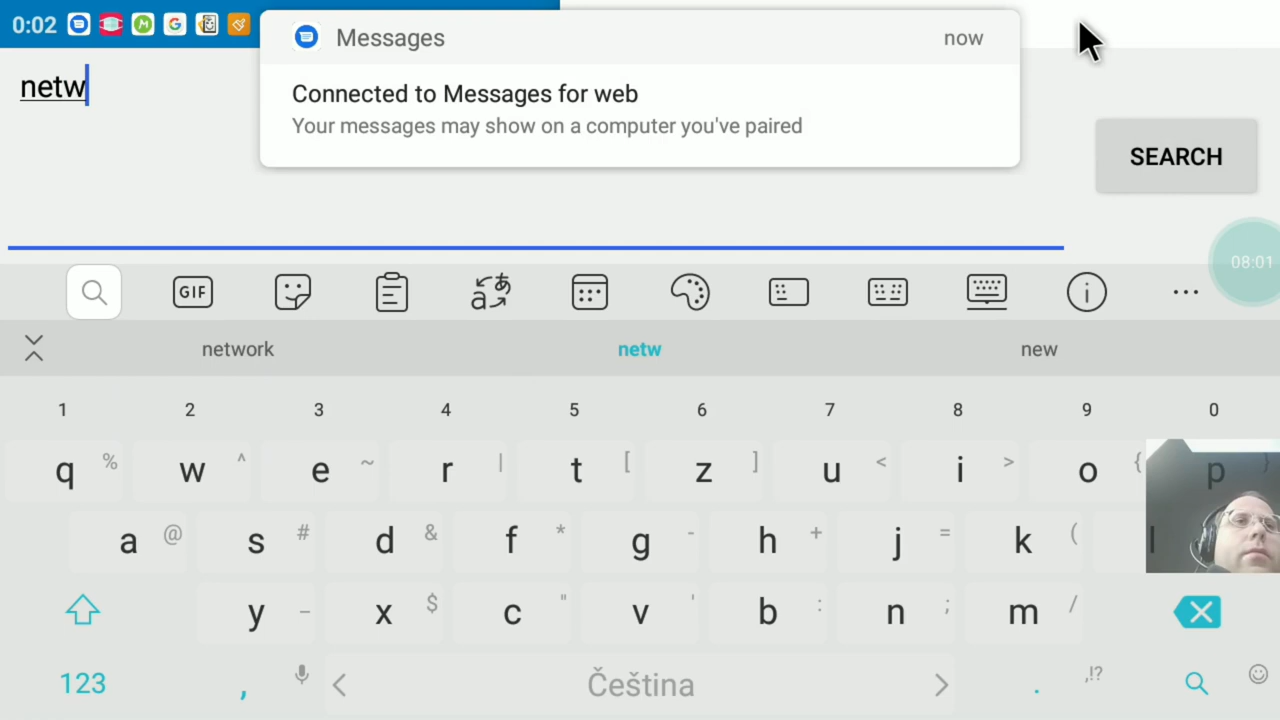 0:02
Messages
now
netw
Connected to Messages for web
Your messages may show on a computer you've paired
SEARCH
08:01
GIF
network
netw
new
1 2 3 4 5 6 7 8 9 0
q % w ^ e ~ r | t [ z ] u < i > o { p }
a @ s # d & f * g - h + j = k ( l
y _ x $ c " v ' b : n ; m /
123 , < Čeština > . ,!?